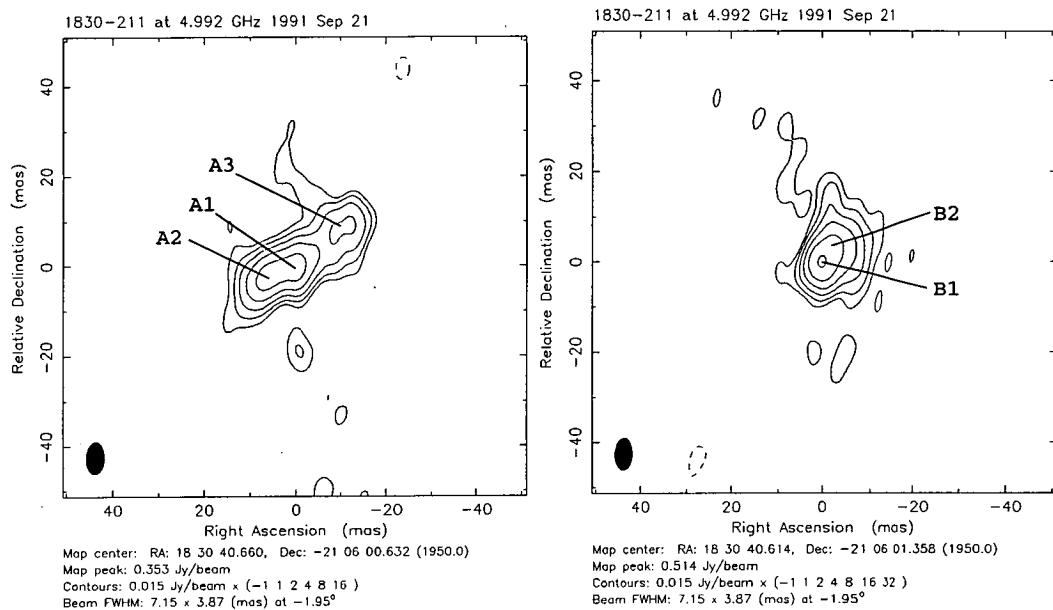 1830-211 at 4.992 GHz 1991 Sep 21
Relative Declination (mas)
40
20
0
-20
-40
A3
A1
A2
40
20
0
-20
-40
Right Ascension (mas)
Map center: RA: 18 30 40.660, Dec: -21 06 00.632 (1950.0)
Map peak: 0.353 Jy/beam
Contours: 0.015 Jy/beam x (-1 1 2 4 8 16 )
Beam FWHM: 7.15 x 3.87 (mas) at -1.95°
1830-211 at 4.992 GHz 1991 Sep 21
Relative Declination (mas)
40
20
0
-20
-40
B2
B1
40
20
0
-20
-40
Right Ascension (mas)
Map center: RA: 18 30 40.614, Dec: -21 06 01.358 (1950.0)
Map peak: 0.514 Jy/beam
Contours: 0.015 Jy/beam x (-1 1 2 4 8 16 32 )
Beam FWHM: 7.15 x 3.87 (mas) at -1.95°